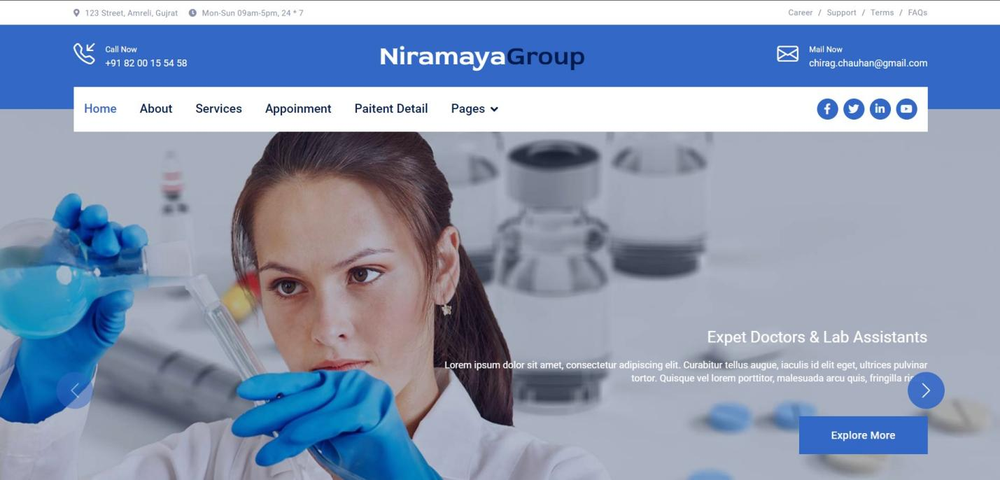 123 Street, Amreli, Gujrat Mon-Sun 09am-5pm, 24 * 7
Career / Support / Terms / FAQs
Call Now
+91 82 00 15 54 58
NiramayaGroup
Mail Now
chirag.chauhan@gmail.com
Home About Services Appoinment Paitent Detail Pages
Expet Doctors & Lab Assistants
Lorem ipsum dolor sit amet, consectetur adipiscing elit. Curabitur tellus augue, iaculis id elit eget, ultrices pulvinar
tortor. Quisque vel lorem porttitor, malesuada arcu quis, fringilla
Explore More